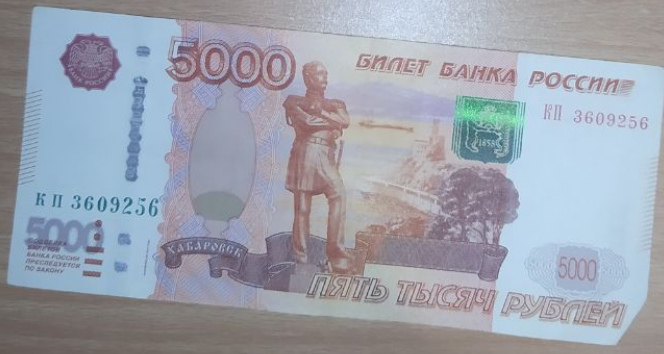 5000
БИЛЕТ БАНКА РОССИИ
КП 3609256
1858
КП 3609256
5000
ПОДДЕЛКА
БИЛЕТОВ
БАНКА РОССИИ
ПРЕСЛЕДУЕТСЯ
ПО ЗАКОНУ
ХАБАРОВСК
5000
ПЯТЬ ТЫСЯЧ РУБЛЕЙ